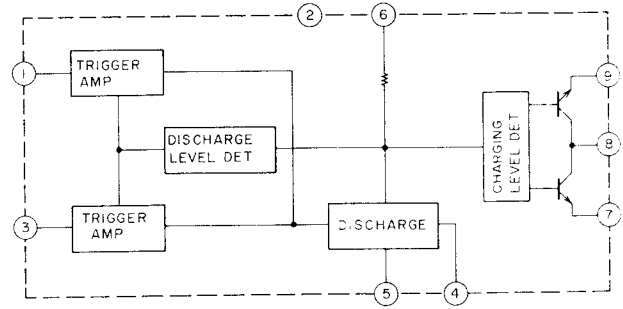 2
6
1
TRIGGER
AMP
9
DISCHARGE
LEVEL DET
CHARGING
LEVEL DET
8
3
TRIGGER
AMP
DISCHARGE
7
5
4